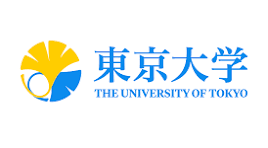 東京大学
THE UNIVERSITY OF TOKYO